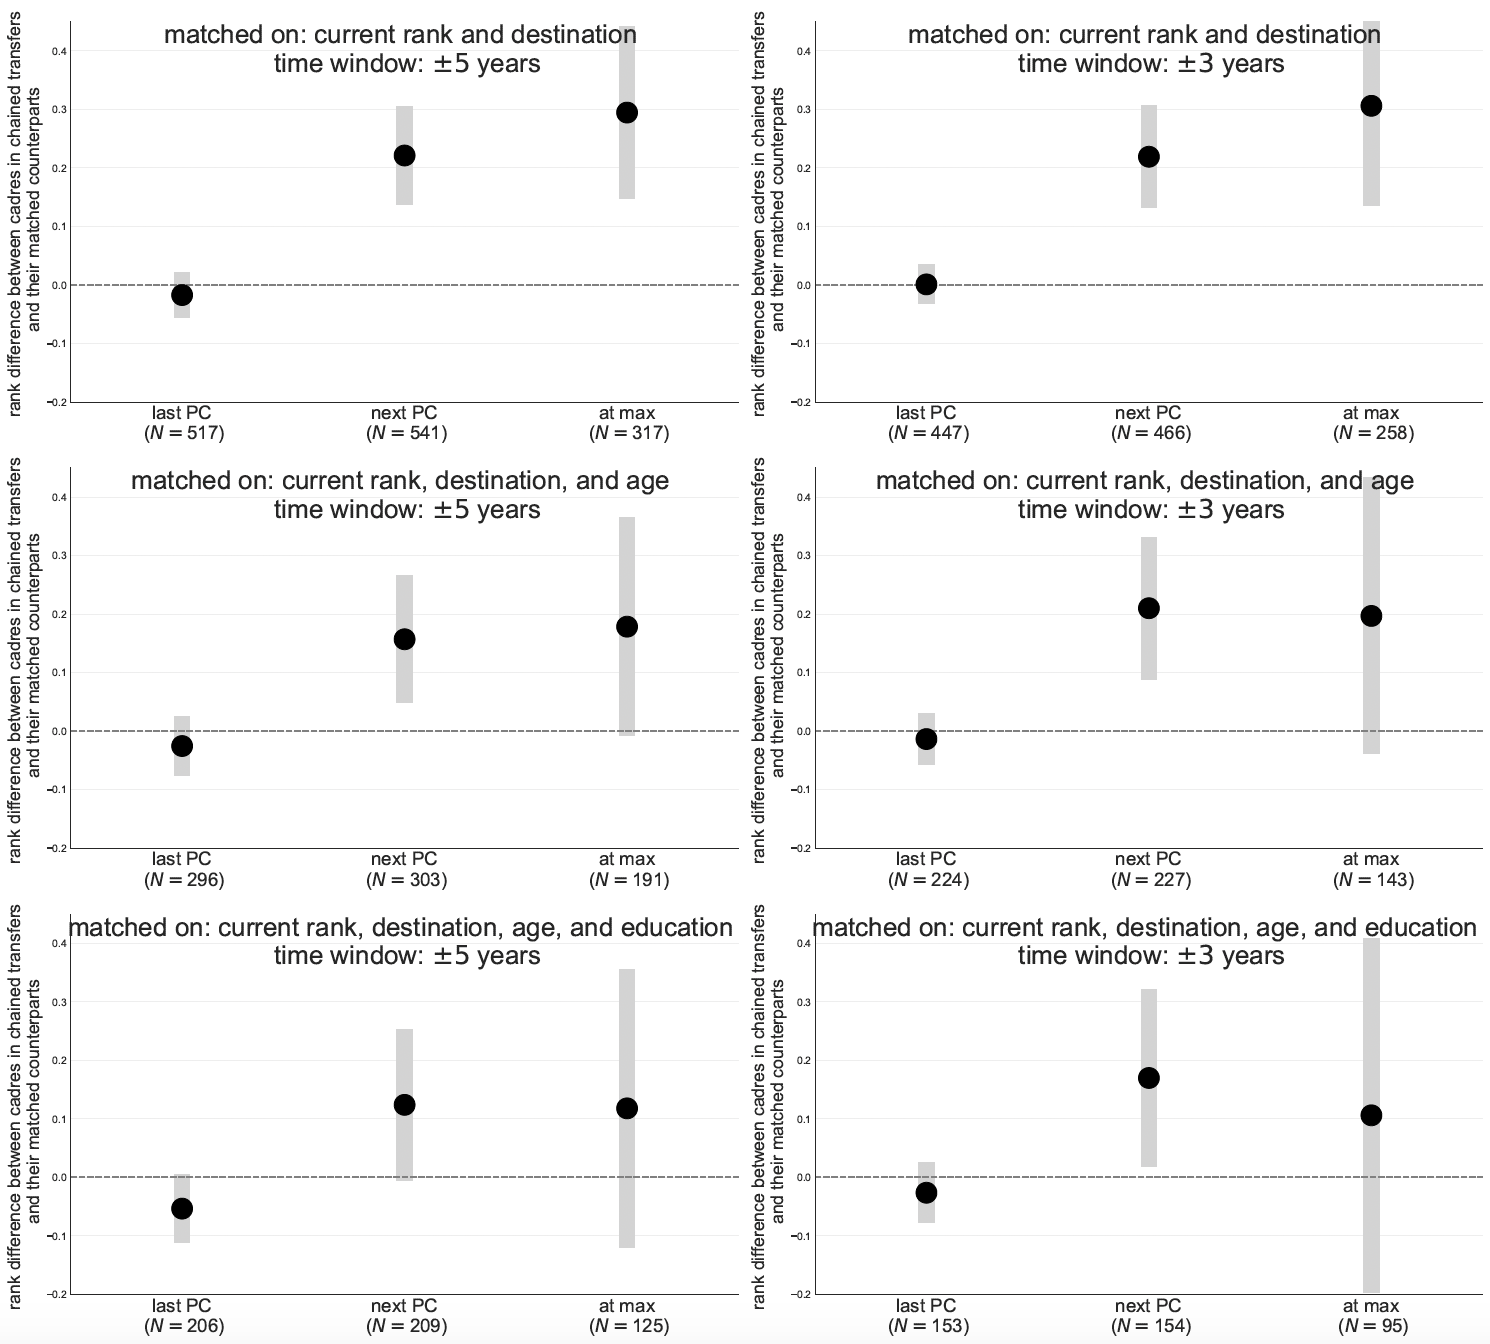 matched on: current rank and destination
time window: ±5 years
rank difference between cadres in chained transfers
and their matched counterparts
0.4
0.3
0.2
0.1
0.0
−0.1
−0.2
last PC
(N = 517)
next PC
(N = 541)
at max
(N = 317)
matched on: current rank and destination
time window: ±3 years
rank difference between cadres in chained transfers
and their matched counterparts
0.4
0.3
0.2
0.1
0.0
−0.1
−0.2
last PC
(N = 447)
next PC
(N = 466)
at max
(N = 258)
matched on: current rank, destination, and age
time window: ±5 years
rank difference between cadres in chained transfers
and their matched counterparts
0.4
0.3
0.2
0.1
0.0
−0.1
−0.2
last PC
(N = 296)
next PC
(N = 303)
at max
(N = 191)
matched on: current rank, destination, and age
time window: ±3 years
rank difference between cadres in chained transfers
and their matched counterparts
0.4
0.3
0.2
0.1
0.0
−0.1
−0.2
last PC
(N = 224)
next PC
(N = 227)
at max
(N = 143)
matched on: current rank, destination, age, and education
time window: ±5 years
rank difference between cadres in chained transfers
and their matched counterparts
0.4
0.3
0.2
0.1
0.0
−0.1
−0.2
last PC
(N = 206)
next PC
(N = 209)
at max
(N = 125)
matched on: current rank, destination, age, and education
time window: ±3 years
rank difference between cadres in chained transfers
and their matched counterparts
0.4
0.3
0.2
0.1
0.0
−0.1
−0.2
last PC
(N = 153)
next PC
(N = 154)
at max
(N = 95)